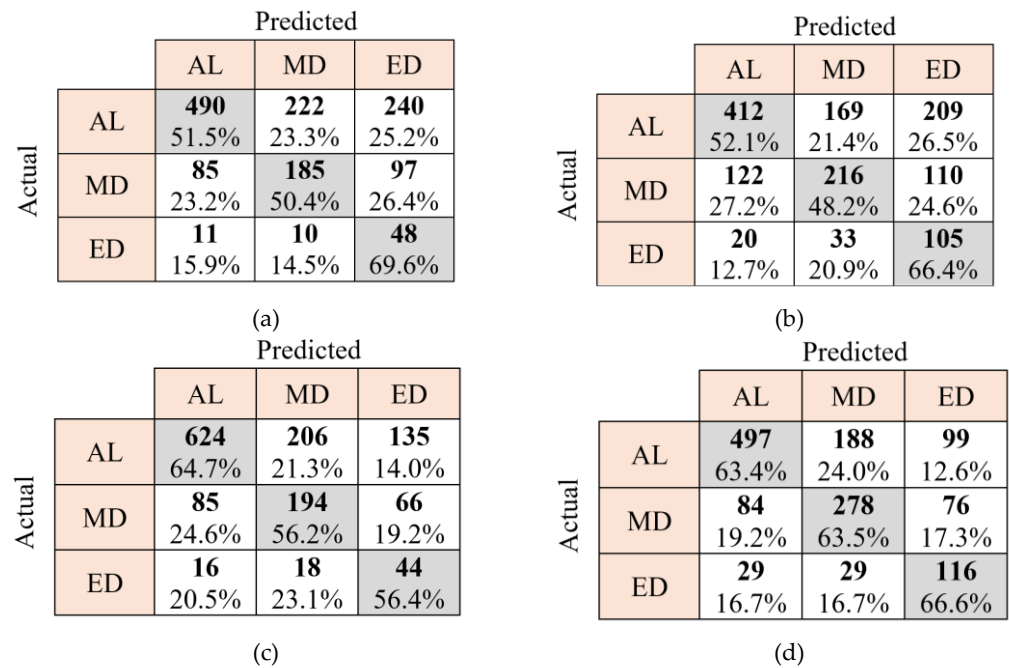 Predicted
AL MD ED
Actual
AL 490 222 240
51.5% 23.3% 25.2%
MD 85 185 97
23.2% 50.4% 26.4%
ED 11 10 48
15.9% 14.5% 69.6%
(a)
Predicted
AL MD ED
Actual
AL 412 169 209
52.1% 21.4% 26.5%
MD 122 216 110
27.2% 48.2% 24.6%
ED 20 33 105
12.7% 20.9% 66.4%
(b)
Predicted
AL MD ED
Actual
AL 624 206 135
64.7% 21.3% 14.0%
MD 85 194 66
24.6% 56.2% 19.2%
ED 16 18 44
20.5% 23.1% 56.4%
(c)
Predicted
AL MD ED
Actual
AL 497 188 99
63.4% 24.0% 12.6%
MD 84 278 76
19.2% 63.5% 17.3%
ED 29 29 116
16.7% 16.7% 66.6%
(d)